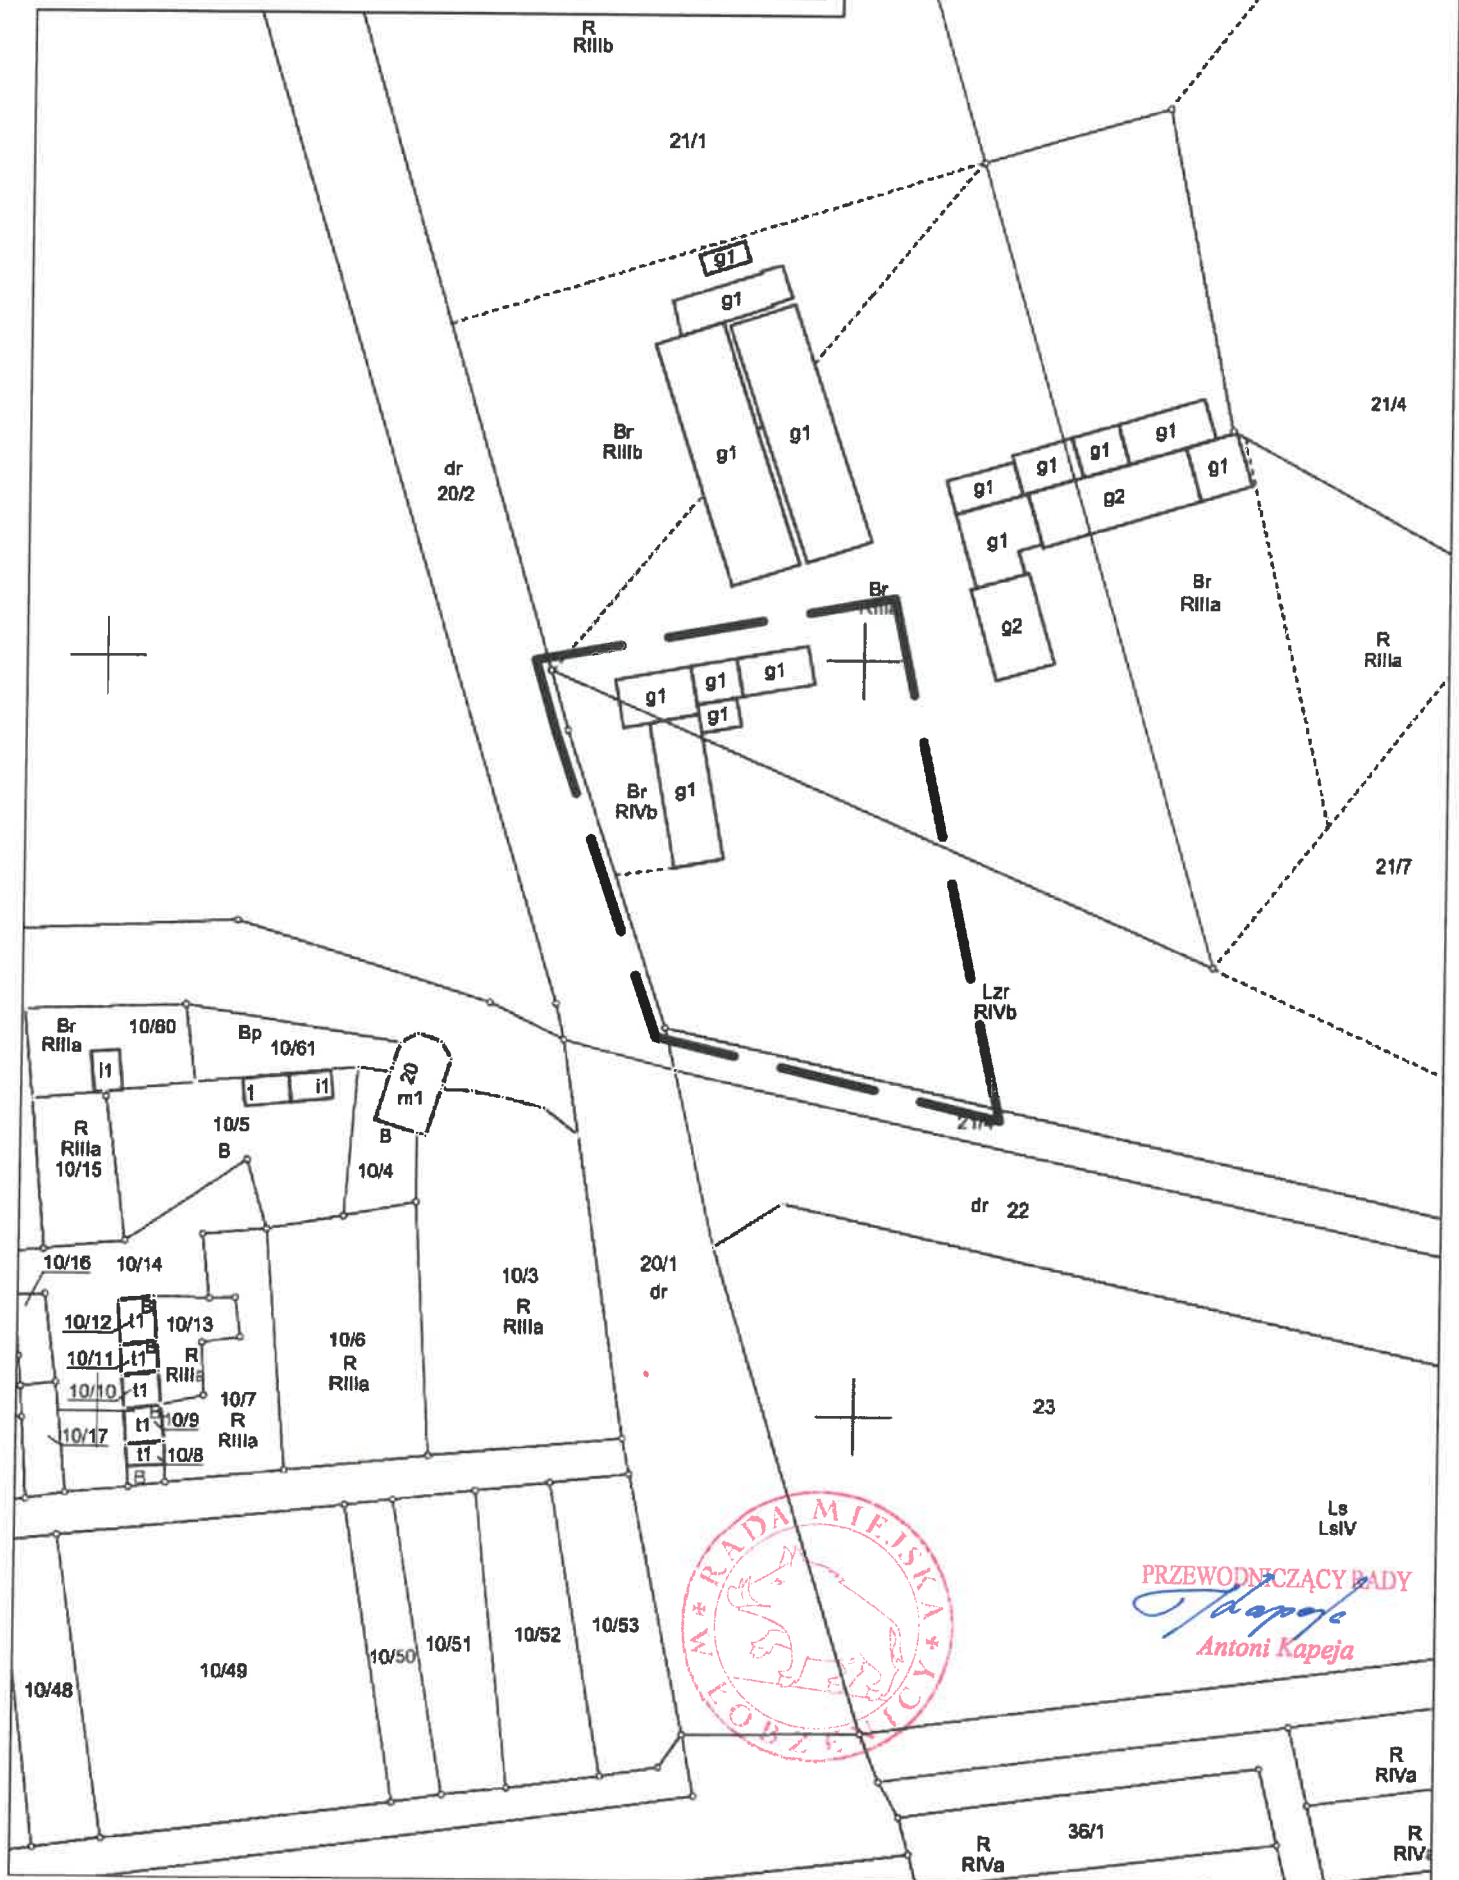 R
RIIIb
21/1
g1
g1
g1
g1
Br
RIIIb
dr
20/2
21/4
g1
g1
g1
g1
g1
g2
g1
g2
Br
RIIIa
Br
RIIIa
R
RIIIa
g1
g1
g1
g1
g1
Br
RIVb
21/7
Lzr
RIVb
Br
RIIIa
10/60
Bp
10/61
i1
1
i1
20
m1
R
RIIIa
10/15
10/5
B
B
10/4
dr 22
10/16
10/14
20/1
dr
10/3
R
RIIIa
10/12
t1
B
10/13
10/11
t1
B
R
RIIIa
10/6
R
RIIIa
10/10
t1
10/7
R
RIIIa
10/17
t1
B
10/9
t1
10/8
B
23
Ls
LsIV
RADA MIEJSKA
W ŁOBŻENICY
PRZEWODNICZĄCY RADY
Antoni Kapeja
10/48
10/49
10/50
10/51
10/52
10/53
R
RIVa
36/1
R
RIVa
R